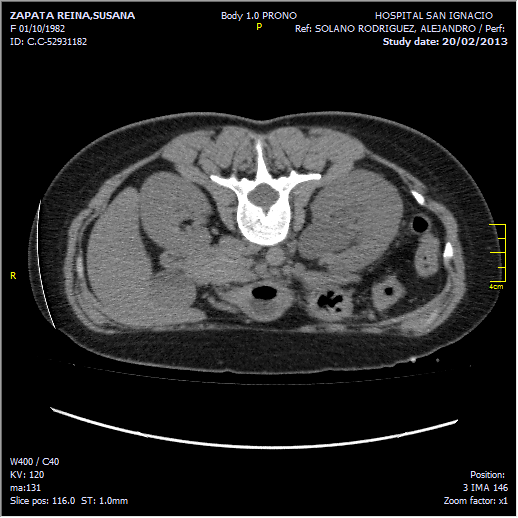 ZAPATA REINA,SUSANA
F 01/10/1982
ID: C.C-52931182
Body 1.0 PRONO
P
HOSPITAL SAN IGNACIO
Ref: SOLANO RODRIGUEZ, ALEJANDRO / Perf:
Study date: 20/02/2013
R
4cm
W400 / C40
KV: 120
ma:131
Slice pos: 116.0 ST: 1.0mm
Position:
3 IMA 146
Zoom factor: x1